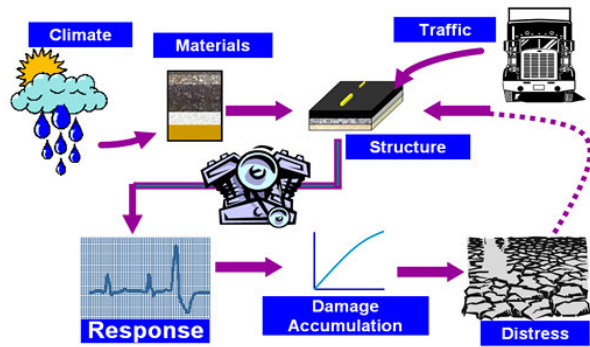 Climate
Materials
Traffic
Structure
Response
Damage
Accumulation
Distress